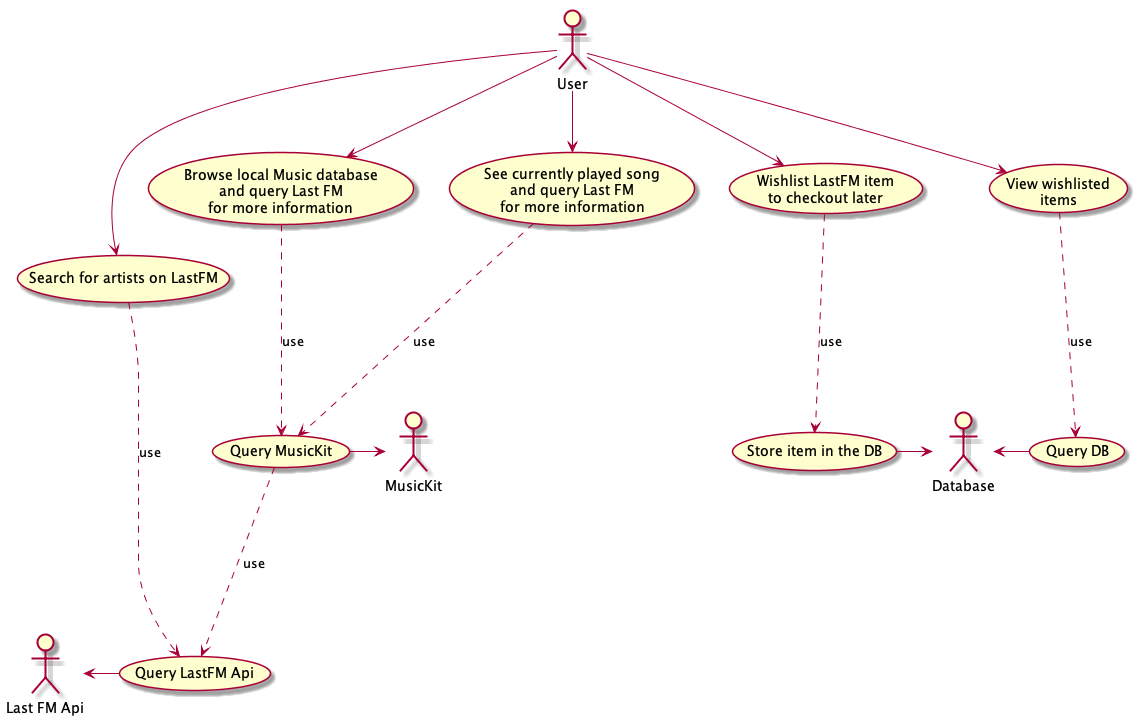 User
Browse local Music database
and query Last FM
for more information
See currently played song
and query Last FM
for more information
Wishlist LastFM item
to checkout later
View wishlisted
items
Search for artists on LastFM
use
use
use
use
Query MusicKit
MusicKit
Store item in the DB
Database
Query DB
use
use
Query LastFM Api
Last FM Api